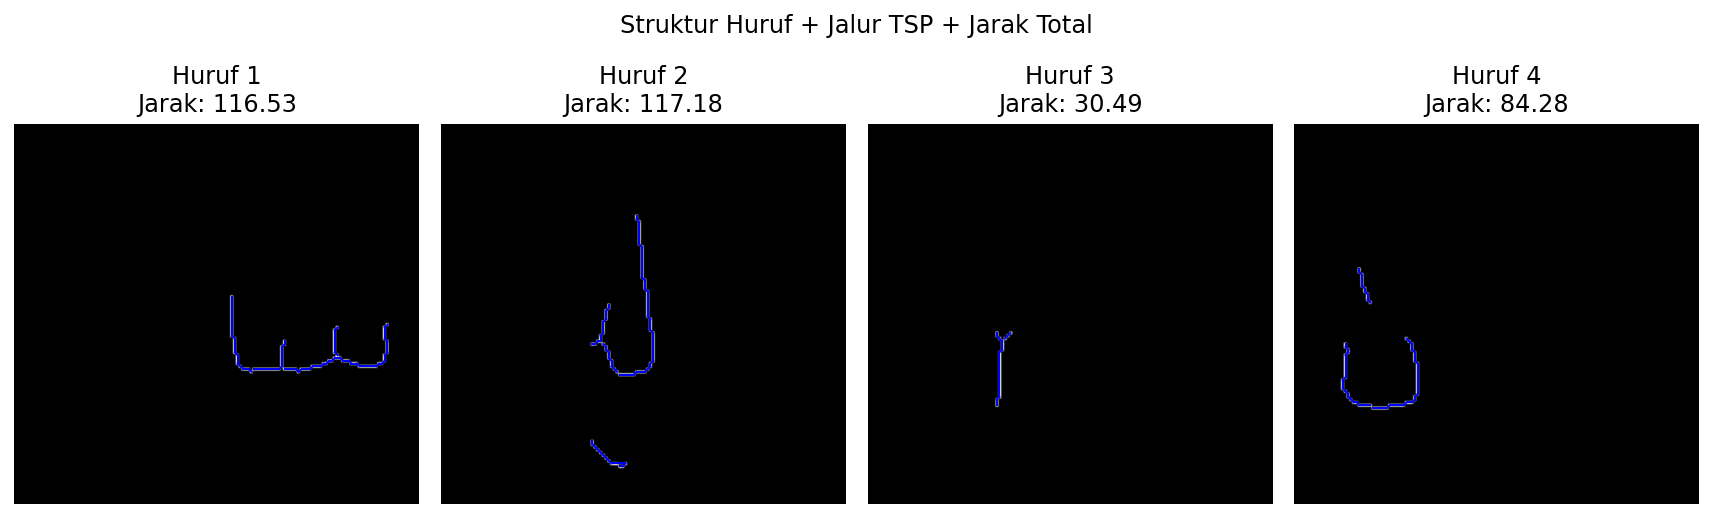 Struktur Huruf + Jalur TSP + Jarak Total
Huruf 1 Huruf 2 Huruf 3 Huruf 4
Jarak: 116.53 Jarak: 117.18 Jarak: 30.49 Jarak: 84.28